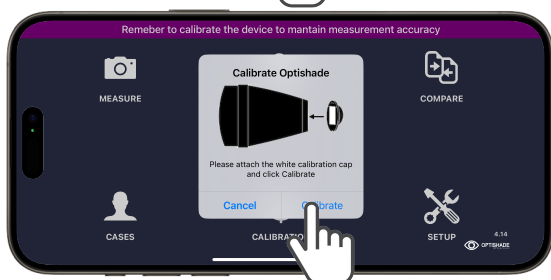 Remeber to calibrate the device to mantain measurement accuracy
Calibrate Optishade
MEASURE
COMPARE
Please attach the white calibration cap
and click Calibrate
Cancel
CASES
SETUP
4.14
OPTISHADE